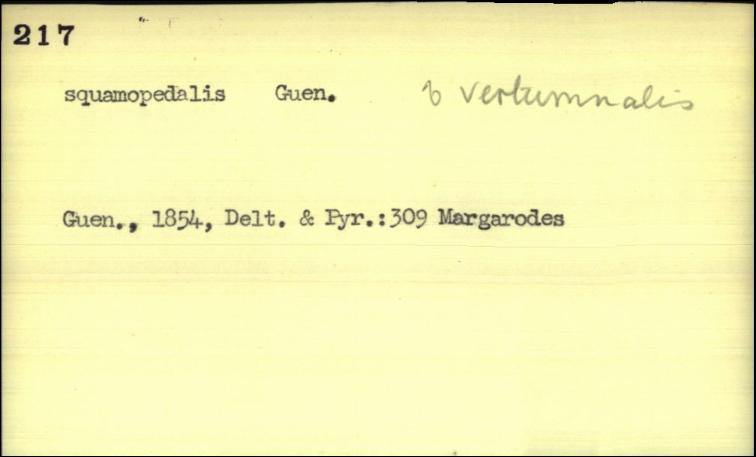 217
squamopedalis Guen. vertumnalis
Guen., 1854, Delt. & Pyr.:309 Margarodes